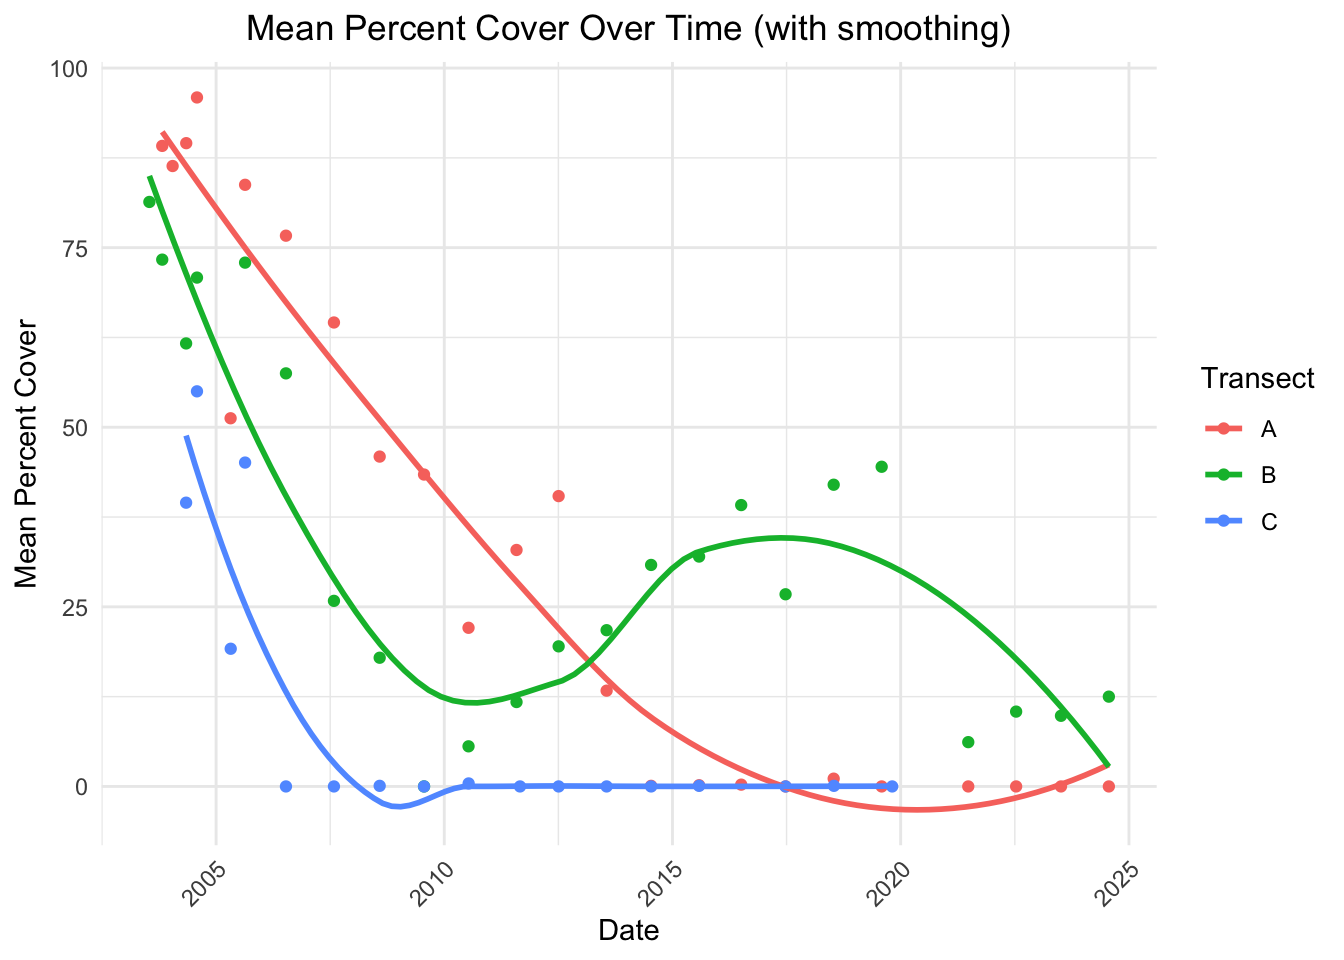 Mean Percent Cover Over Time (with smoothing)
100
75
50
25
0
Mean Percent Cover
2005
2010
2015
2020
2025
Date
Transect
A
B
C